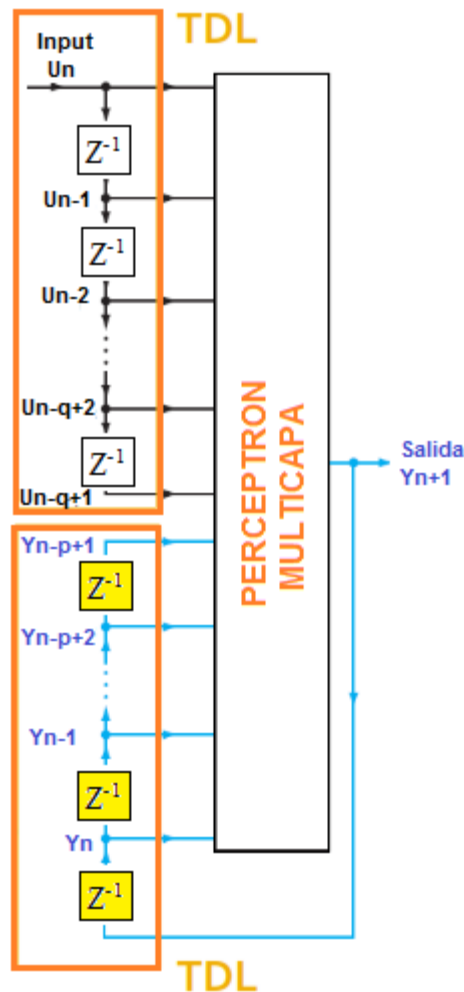 TDL
Input
Un
Z⁻¹
Un-1
Z⁻¹
Un-2
Un-q+2
Z⁻¹
Un-q+1
PERCEPTRON
MULTICAPA
Salida
Yn+1
Yn-p+1
Z⁻¹
Yn-p+2
Yn-1
Z⁻¹
Yn
Z⁻¹
TDL